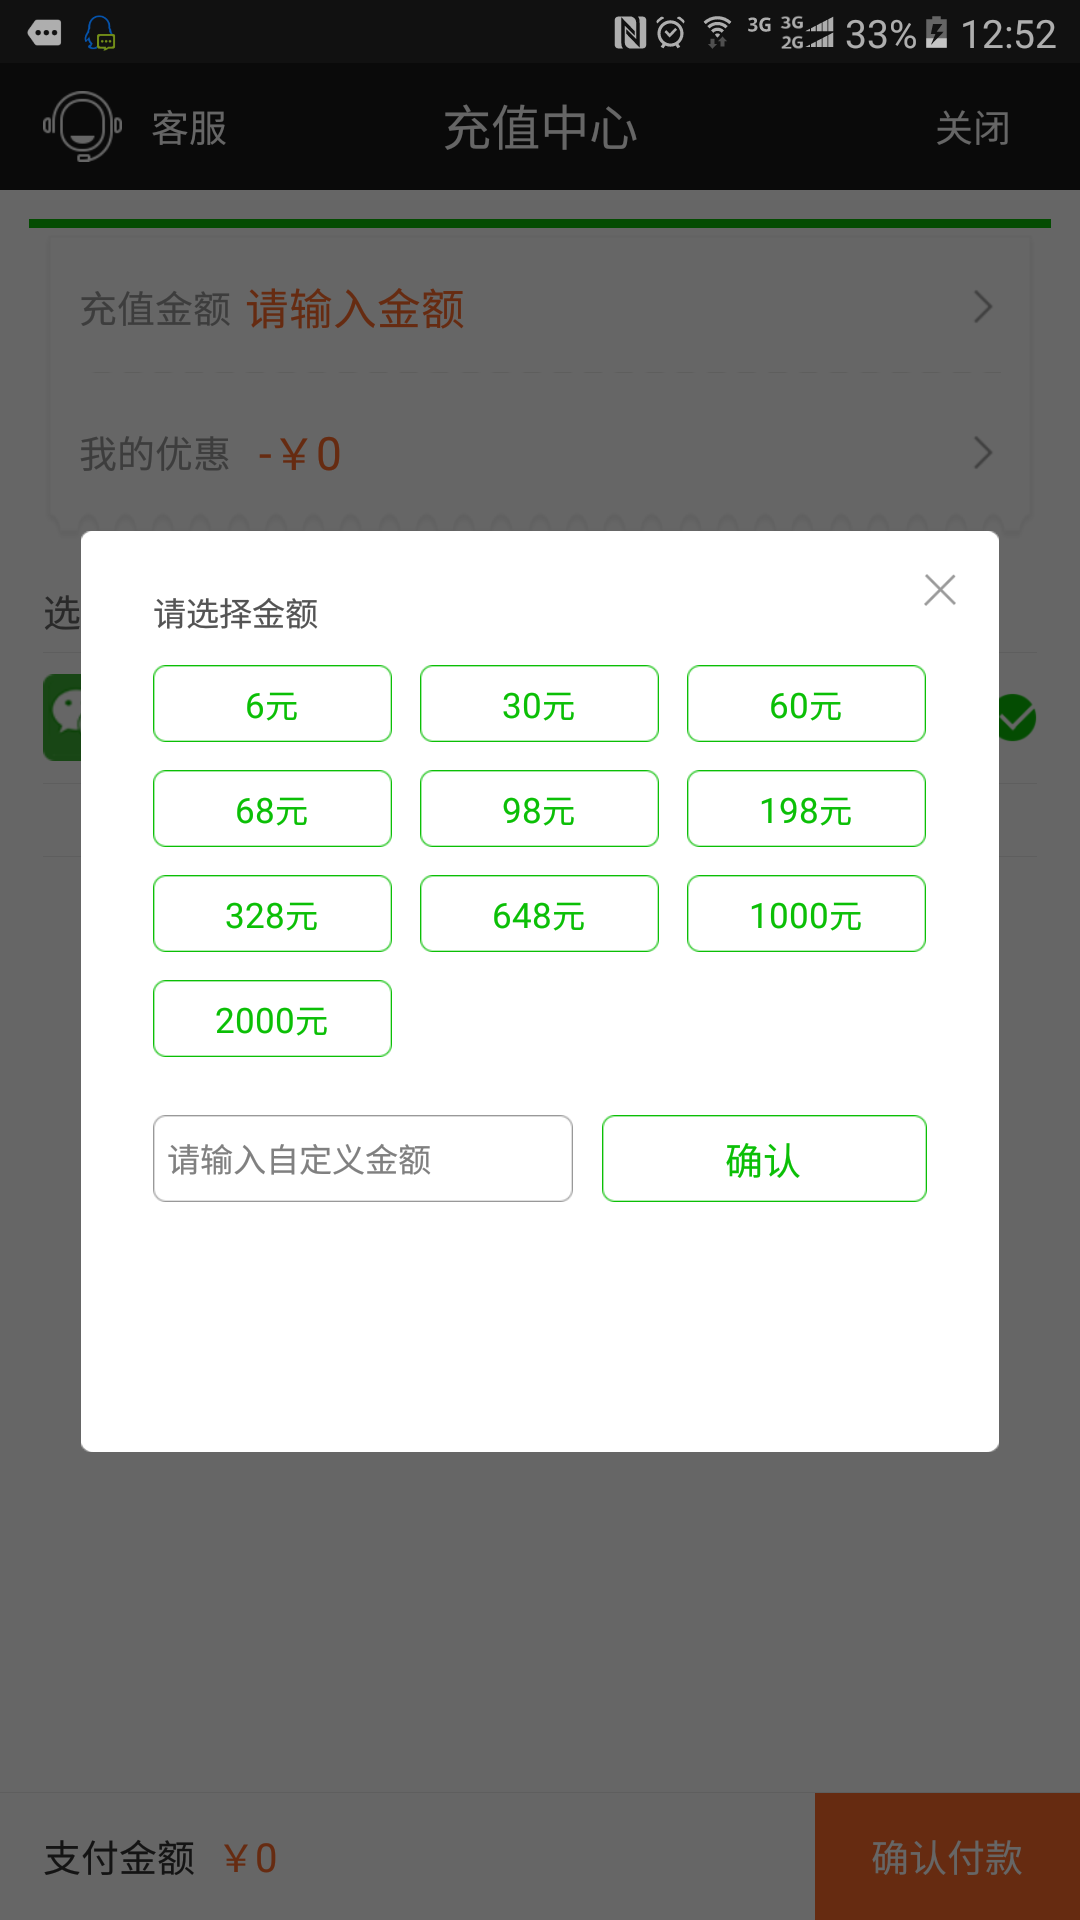 3G 3G 2G 33% 12:52
客服 充值中心 关闭
充值金额 请输入金额
我的优惠 -￥0
选
请选择金额
6元 30元 60元
68元 98元 198元
328元 648元 1000元
2000元
请输入自定义金额 确认
支付金额 ￥0 确认付款